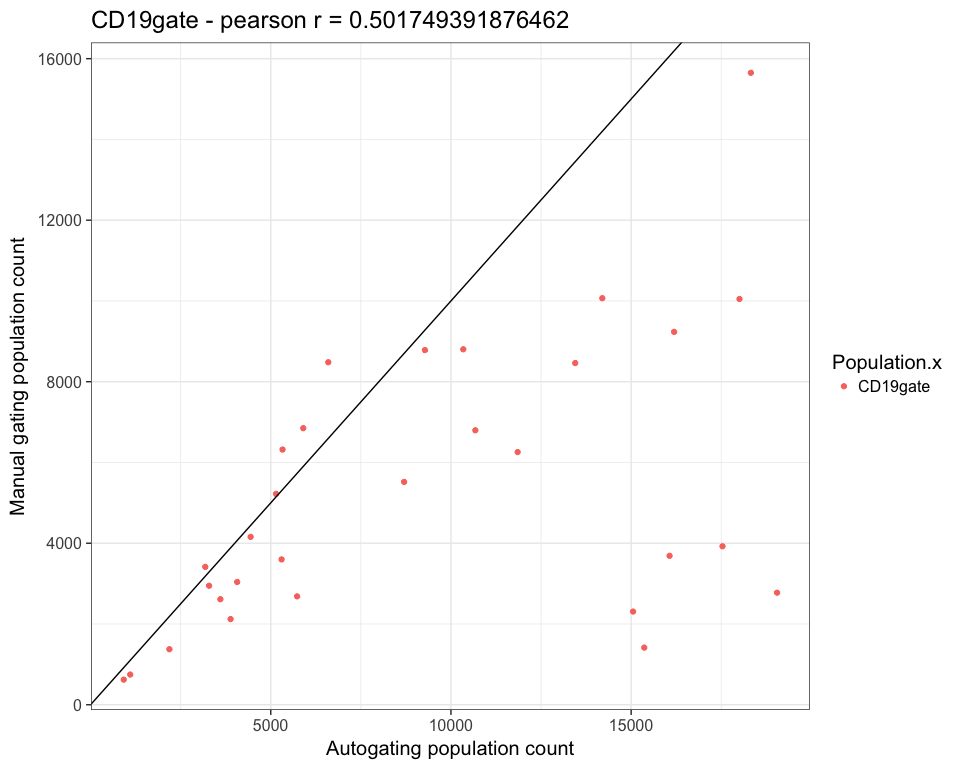 CD19gate - pearson r = 0.501749391876462
16000
12000
8000
4000
0
Manual gating population count
5000
10000
15000
Autogating population count
Population.x
CD19gate